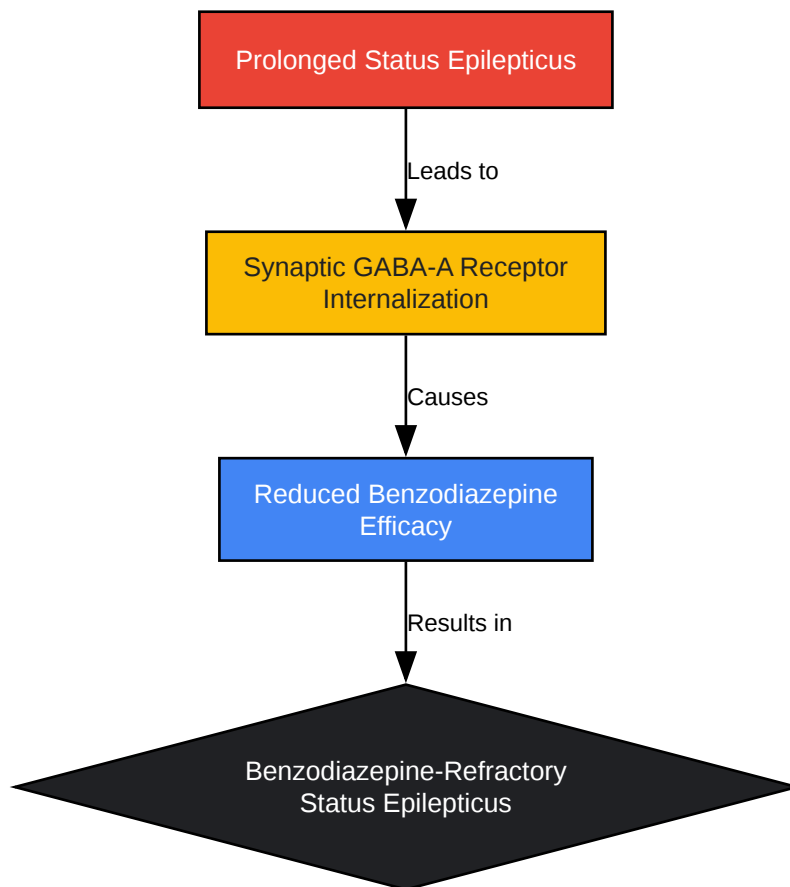 Prolonged Status Epilepticus
Leads to
Synaptic GABA-A Receptor
Internalization
Causes
Reduced Benzodiazepine
Efficacy
Results in
Benzodiazepine-Refractory
Status Epilepticus